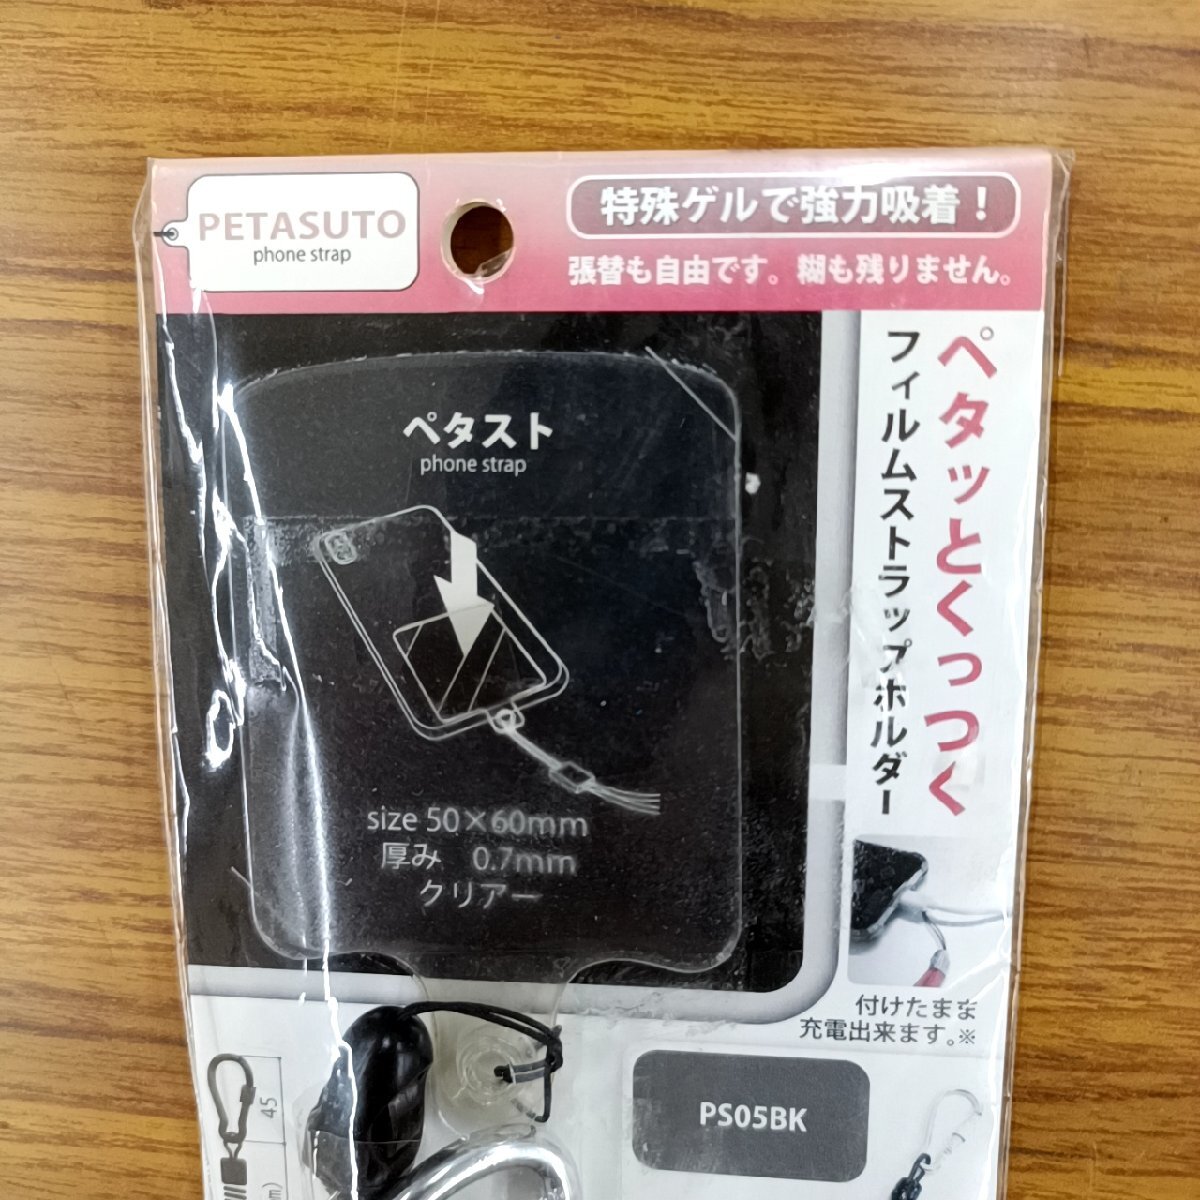 PETASUTO
phone strap
特殊ゲルで強力吸着！
張替も自由です。糊も残りません。
ペタッとくっつく
フィルムストラップホルダー
ペタスト
phone strap
size 50×60mm
厚み 0.7mm
クリアー
付けたまま
充電出来ます。※
45
PS05BK